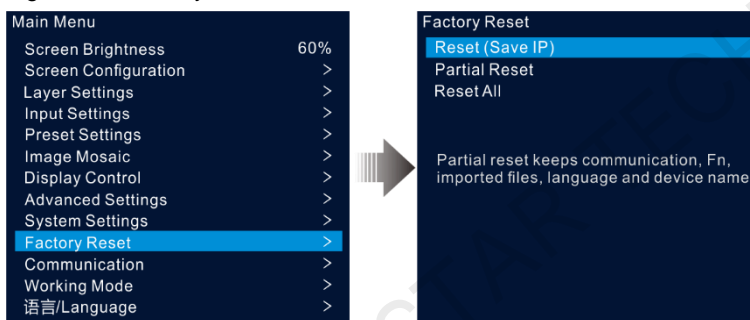 Main Menu
Screen Brightness 60%
Screen Configuration >
Layer Settings >
Input Settings >
Preset Settings >
Image Mosaic >
Display Control >
Advanced Settings >
System Settings >
Factory Reset >
Communication >
Working Mode >
语言/Language >
Factory Reset
Reset (Save IP)
Partial Reset
Reset All
Partial reset keeps communication, Fn,
imported files, language and device name